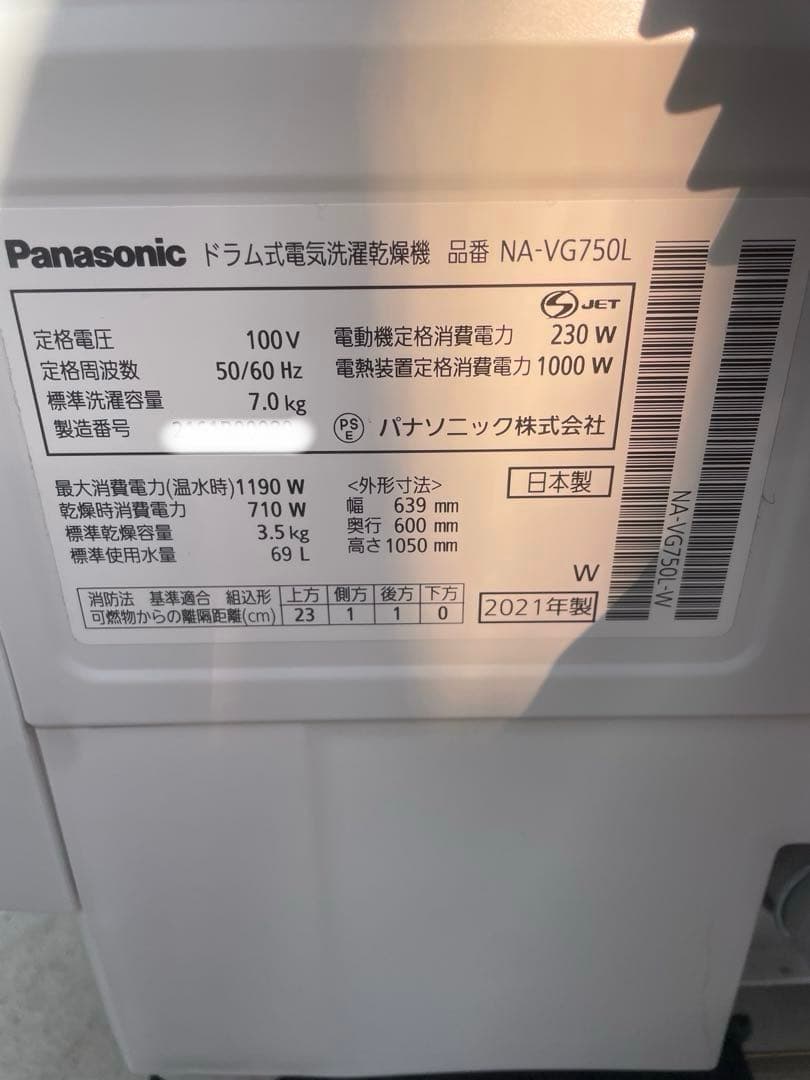 Panasonic ドラム式電気洗濯乾燥機 品番 NA-VG750L
JET
定格電圧 100V 電動機定格消費電力 230 W
定格周波数 50/60 Hz 電熱装置定格消費電力 1000 W
標準洗濯容量 7.0 kg
製造番号 PS E パナソニック株式会社
最大消費電力(温水時) 1190 W <外形寸法> 日本製
乾燥時消費電力 710 W 幅 639 mm
標準乾燥容量 3.5 kg 奥行 600 mm
標準使用水量 69 L 高さ 1050 mm
W
消防法 基準適合 組込形 上方 側方 後方 下方
可燃物からの離隔距離(cm) 23 1 1 0
2021年製
NA-VG750L-W